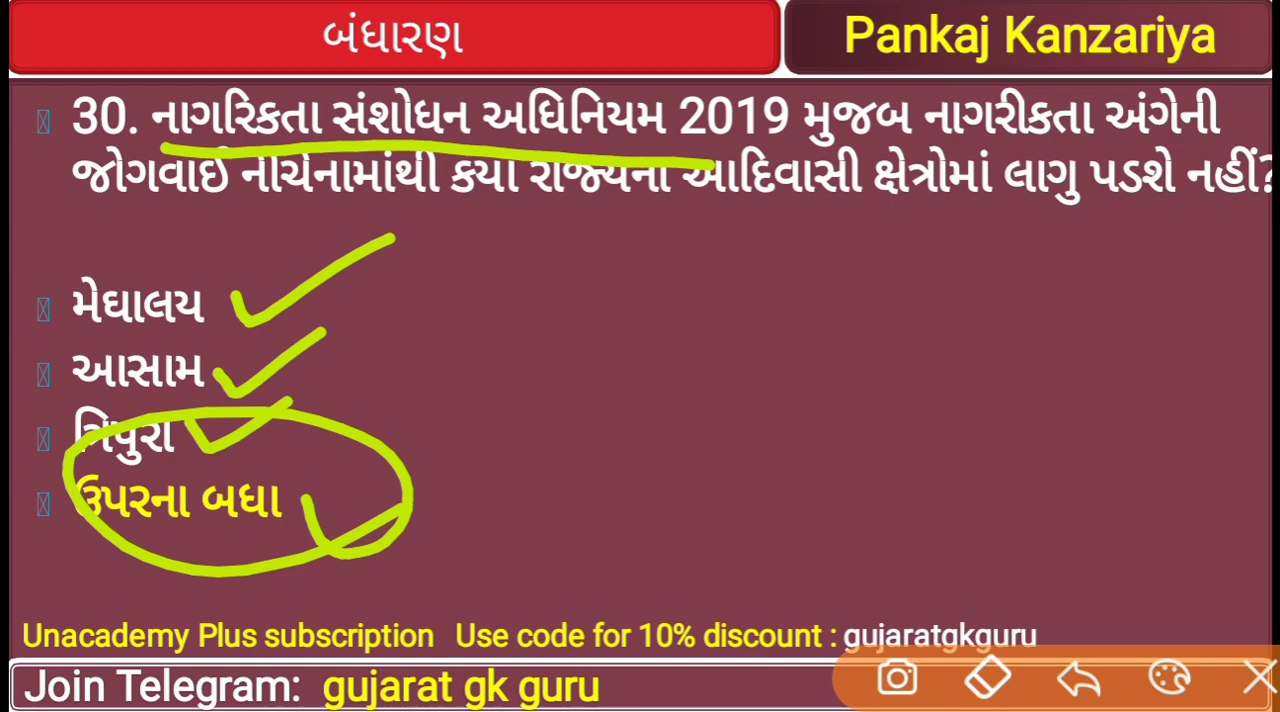 બંધારણ
Pankaj Kanzariya
30. નાગરિકતા સંશોધન અધિનિયમ 2019 મુજબ નાગરીકતા અંગેની
જોગવાઈ નીચેનામાંથી ક્યા રાજ્યના આદિવાસી ક્ષેત્રોમાં લાગુ પડશે નહીં?
મેઘાલય
આસામ
ત્રિપુરા
ઉપરના બધા
Unacademy Plus subscription Use code for 10% discount : gujaratgkguru
Join Telegram: gujarat gk guru